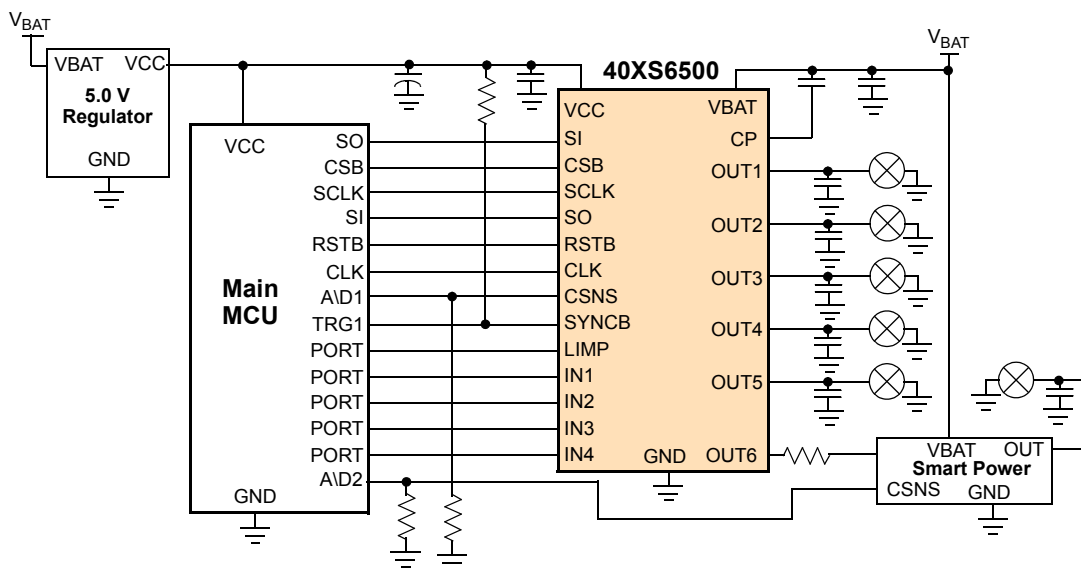 VBAT
VBAT VCC
5.0 V
Regulator
GND
Main
MCU
VCC
SO
CSB
SCLK
SI
RSTB
CLK
A\D1
TRG1
PORT
PORT
PORT
PORT
PORT
A\D2
GND
40XS6500
VCC
SI
CSB
SCLK
SO
RSTB
CLK
CSNS
SYNCB
LIMP
IN1
IN2
IN3
IN4
GND
VBAT
CP
OUT1
OUT2
OUT3
OUT4
OUT5
OUT6
VBAT
VBAT OUT
Smart Power
CSNS GND